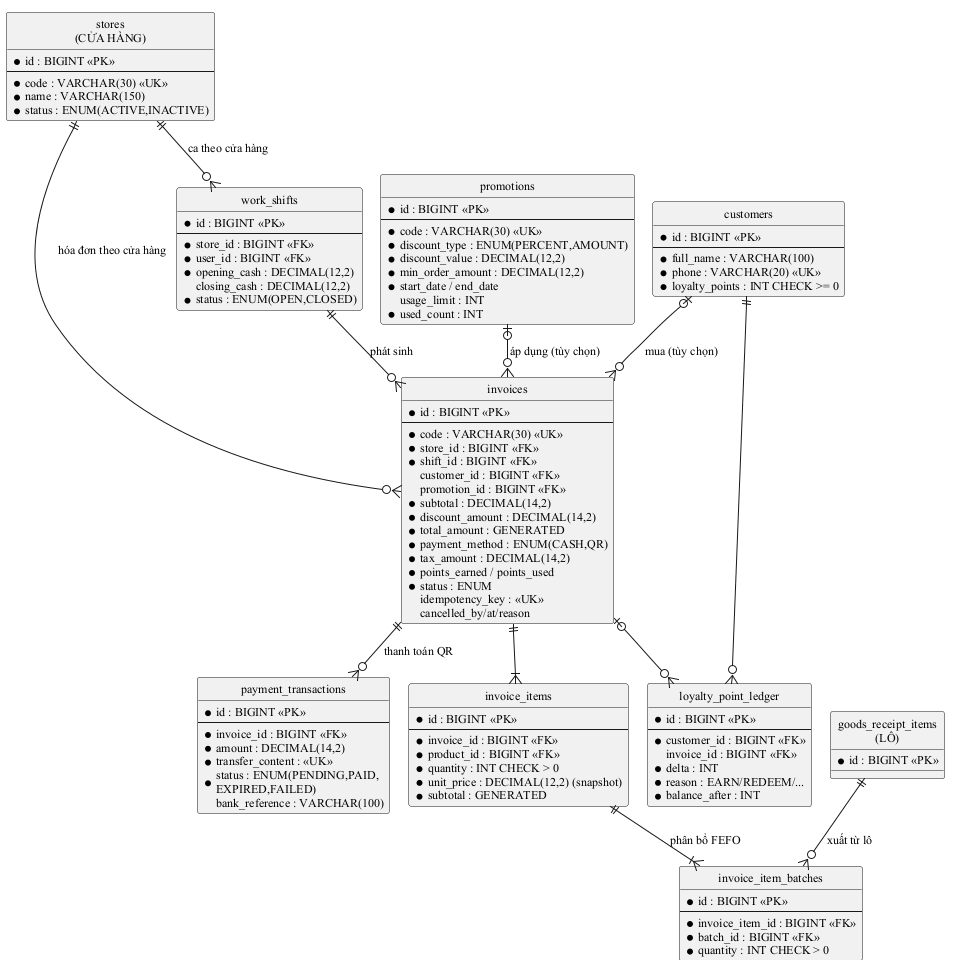 stores
(CỬA HÀNG)
id : BIGINT «PK»
code : VARCHAR(30) «UK»
name : VARCHAR(150)
status : ENUM(ACTIVE,INACTIVE)
ca theo cửa hàng
hóa đơn theo cửa hàng
work_shifts
id : BIGINT «PK»
store_id : BIGINT «FK»
user_id : BIGINT «FK»
opening_cash : DECIMAL(12,2)
closing_cash : DECIMAL(12,2)
status : ENUM(OPEN,CLOSED)
promotions
id : BIGINT «PK»
code : VARCHAR(30) «UK»
discount_type : ENUM(PERCENT,AMOUNT)
discount_value : DECIMAL(12,2)
min_order_amount : DECIMAL(12,2)
start_date / end_date
usage_limit : INT
used_count : INT
customers
id : BIGINT «PK»
full_name : VARCHAR(100)
phone : VARCHAR(20) «UK»
loyalty_points : INT CHECK >= 0
phát sinh
áp dụng (tùy chọn)
mua (tùy chọn)
invoices
id : BIGINT «PK»
code : VARCHAR(30) «UK»
store_id : BIGINT «FK»
shift_id : BIGINT «FK»
customer_id : BIGINT «FK»
promotion_id : BIGINT «FK»
subtotal : DECIMAL(14,2)
discount_amount : DECIMAL(14,2)
total_amount : GENERATED
payment_method : ENUM(CASH,QR)
tax_amount : DECIMAL(14,2)
points_earned / points_used
status : ENUM
idempotency_key : «UK»
cancelled_by/at/reason
thanh toán QR
payment_transactions
id : BIGINT «PK»
invoice_id : BIGINT «FK»
amount : DECIMAL(14,2)
transfer_content : «UK»
status : ENUM(PENDING,PAID,
EXPIRED,FAILED)
bank_reference : VARCHAR(100)
invoice_items
id : BIGINT «PK»
invoice_id : BIGINT «FK»
product_id : BIGINT «FK»
quantity : INT CHECK > 0
unit_price : DECIMAL(12,2) (snapshot)
subtotal : GENERATED
loyalty_point_ledger
id : BIGINT «PK»
customer_id : BIGINT «FK»
invoice_id : BIGINT «FK»
delta : INT
reason : EARN/REDEEM/...
balance_after : INT
goods_receipt_items
(LÔ)
id : BIGINT «PK»
phân bổ FEFO
xuất từ lô
invoice_item_batches
id : BIGINT «PK»
invoice_item_id : BIGINT «FK»
batch_id : BIGINT «FK»
quantity : INT CHECK > 0